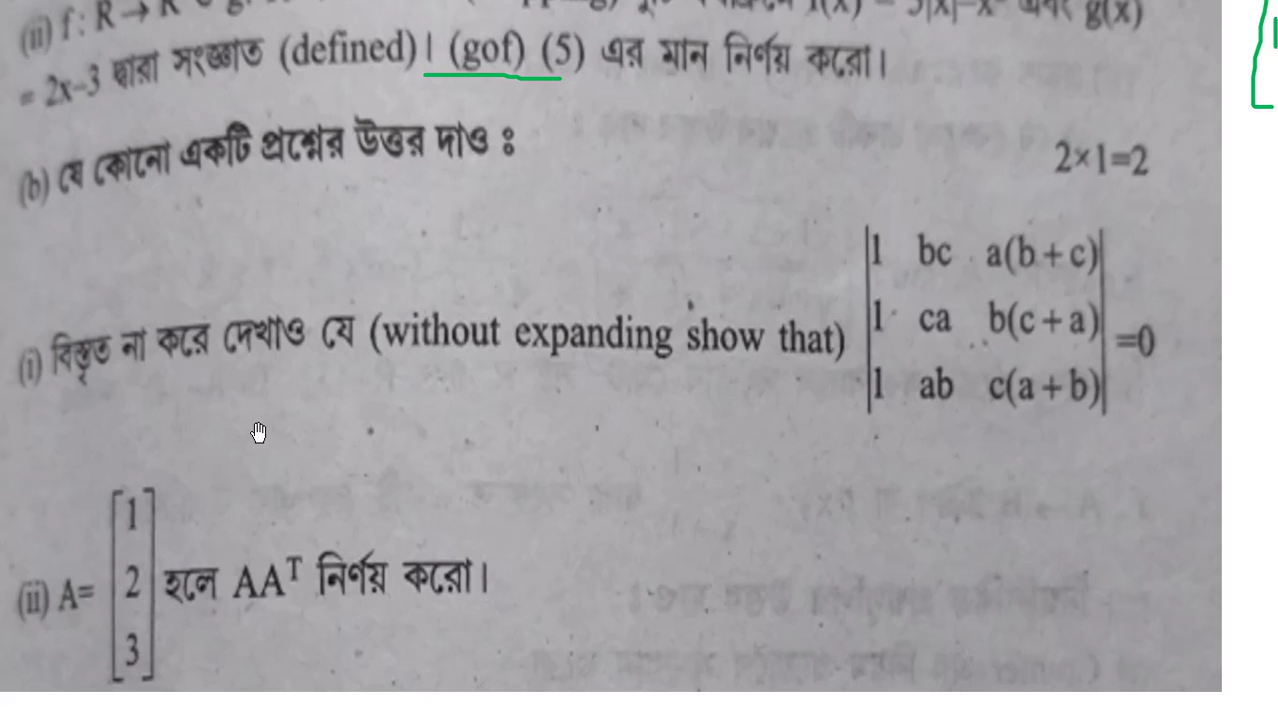 (ii) f : R → R
= 2x–3 দ্বারা সংজ্ঞাত (defined)। (gof) (5) এর মান নির্ণয় করো।
(b) যে কোনো একটি প্রশ্নের উত্তর দাও ঃ 2×1=2
(i) বিস্তৃত না করে দেখাও যে (without expanding show that) |1 bc a(b+c)|
|1 ca b(c+a)| =0
|1 ab c(a+b)|
(ii) A= [1 2 3] হলে AAᵀ নির্ণয় করো।